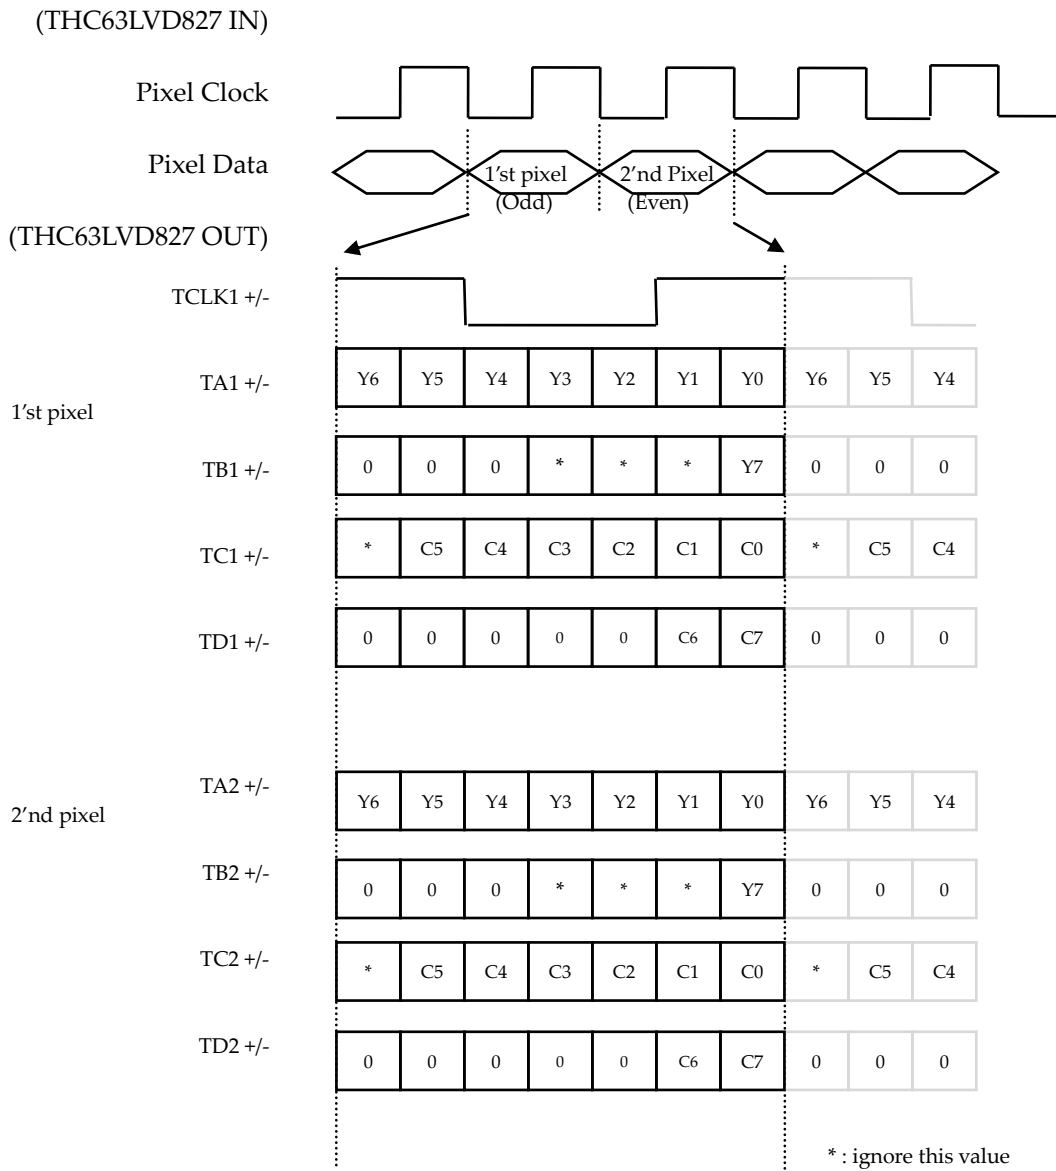 (THC63LVD827 IN)
Pixel Clock
Pixel Data
1’st pixel
(Odd)
2’nd Pixel
(Even)
(THC63LVD827 OUT)
TCLK1 +/-
TA1 +/- Y6 Y5 Y4 Y3 Y2 Y1 Y0 Y6 Y5 Y4
1’st pixel
TB1 +/- 0 0 0 * * * Y7 0 0 0
TC1 +/- * C5 C4 C3 C2 C1 C0 * C5 C4
TD1 +/- 0 0 0 0 0 C6 C7 0 0 0
TA2 +/- Y6 Y5 Y4 Y3 Y2 Y1 Y0 Y6 Y5 Y4
2’nd pixel
TB2 +/- 0 0 0 * * * Y7 0 0 0
TC2 +/- * C5 C4 C3 C2 C1 C0 * C5 C4
TD2 +/- 0 0 0 0 0 C6 C7 0 0 0
* : ignore this value